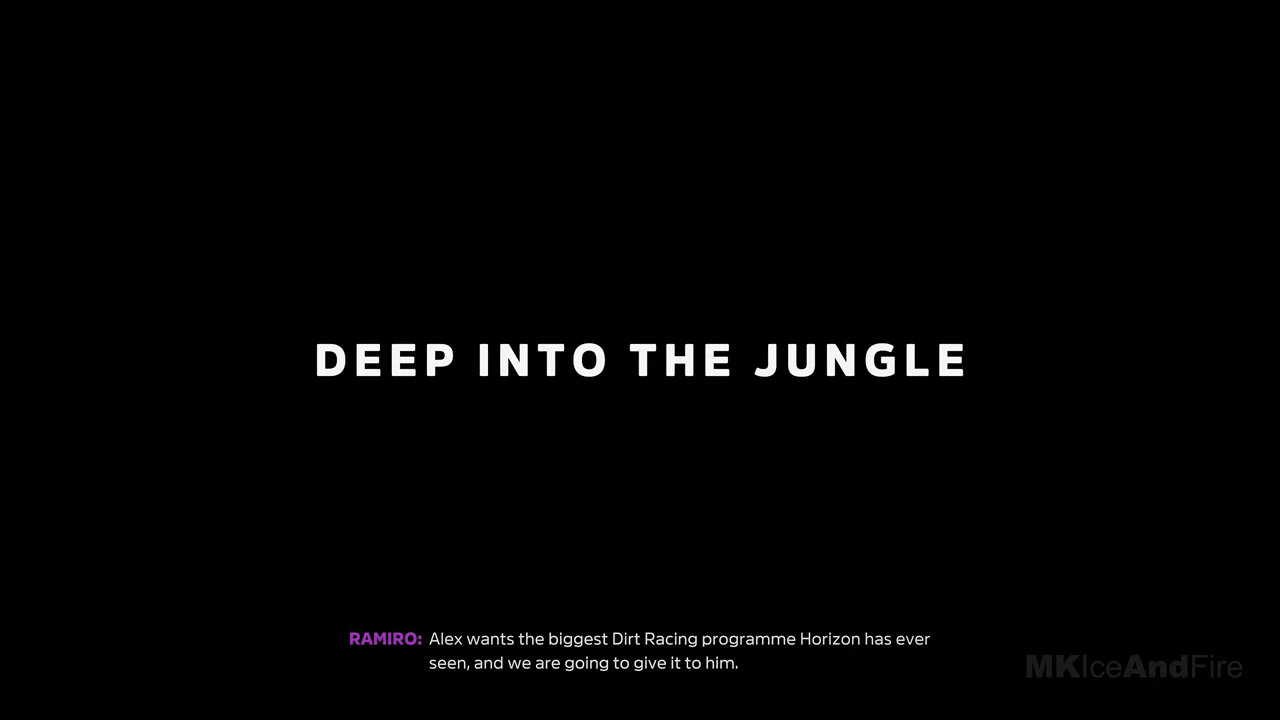 DEEP INTO THE JUNGLE
RAMIRO: Alex wants the biggest Dirt Racing programme Horizon has ever
seen, and we are going to give it to him.
MKIceAndFire